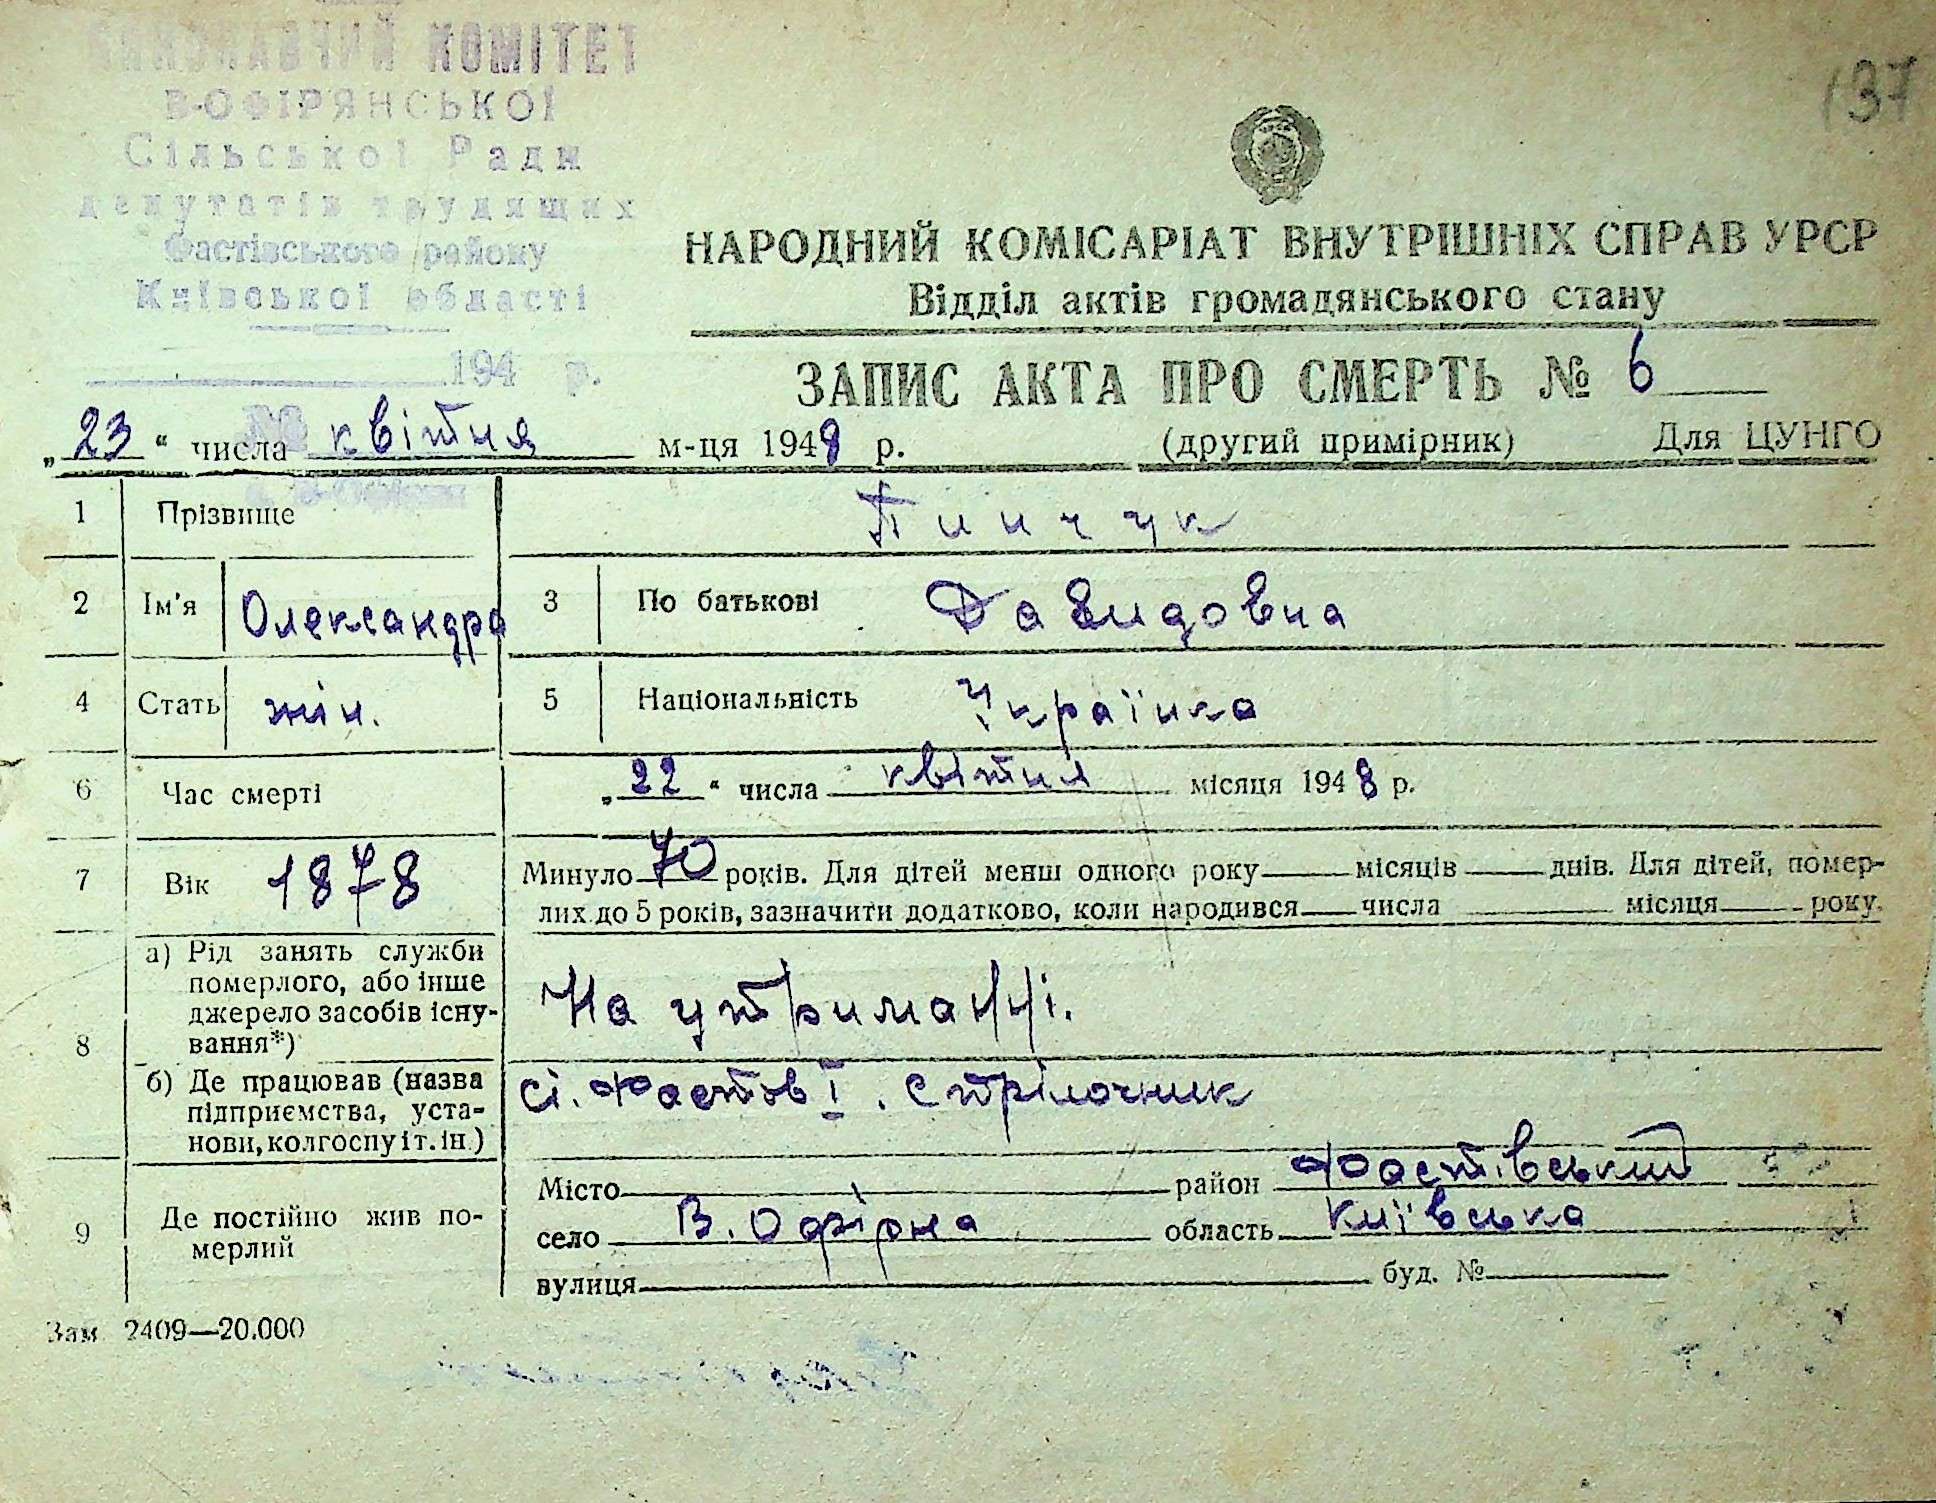 ВИКОНАВЧИЙ КОМІТЕТ
В-ОФІРЯНСЬКОЇ
Сільської Ради
депутатів трудящих
Фастівського району
Київської області
194 р.
№
137
НАРОДНИЙ КОМІСАРІАТ ВНУТРІШНІХ СПРАВ УРСР
Відділ актів громадянського стану
ЗАПИС АКТА ПРО СМЕРТЬ № 6
„23“ числа квітня м-ця 1948 р. (другий примірник) Для ЦУНГО
1 Прізвище Пинчук
2 Ім'я Олександра 3 По батькові Давидовна
4 Стать жін. 5 Національність Українка
6 Час смерті „22“ числа квітня місяця 1948 р.
7 Вік 1878 Минуло 70 років. Для дітей менш одного року місяців днів. Для дітей, помер-
лих до 5 років, зазначити додатково, коли народився числа місяця року.
8 а) Рід занять служби
померлого, або інше
джерело засобів існу-
вання*)
На утриманні.
б) Де працював (назва
підприємства, уста-
нови, колгоспу і т. ін.)
сі. Фастов I. Стрілочник
9 Де постійно жив по-
мерлий
Місто район Фастівський
село В. Офірна область Київська
вулиця буд. №
Зам 2409—20.000